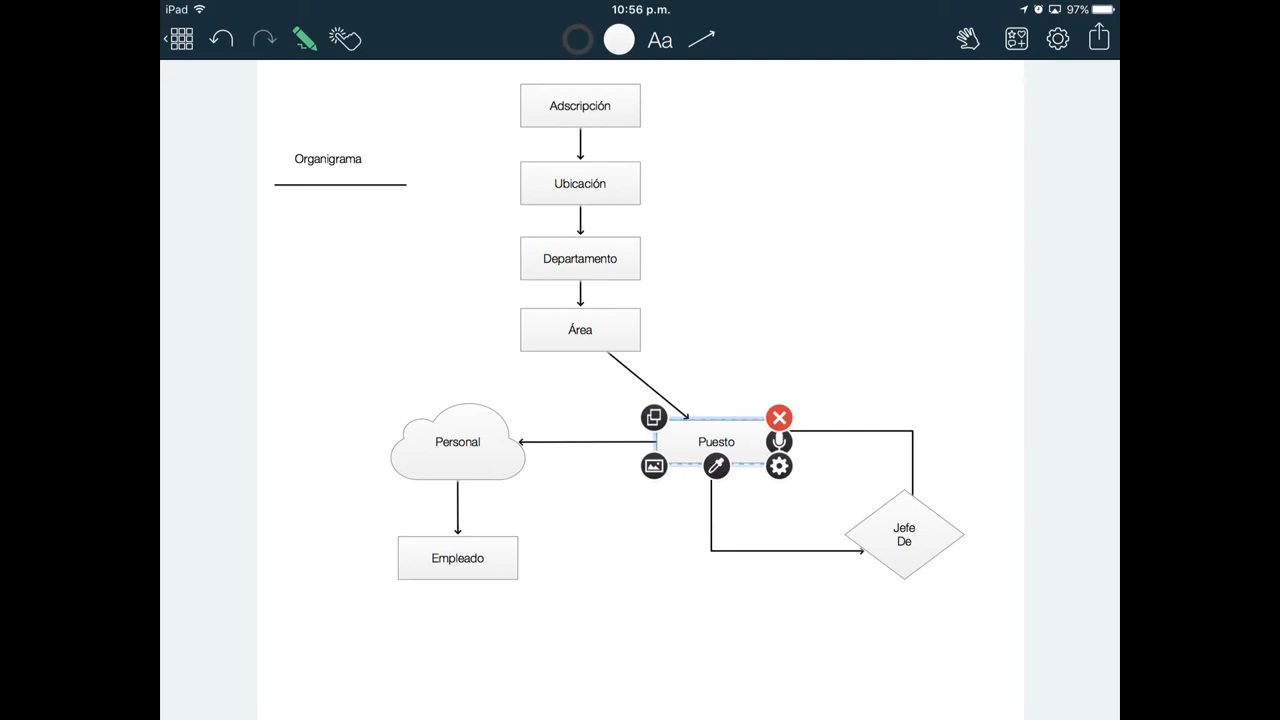 iPad
10:56 p.m.
97%
Aa
Adscripción
Organigrama
Ubicación
Departamento
Área
Personal
Puesto
Jefe
De
Empleado